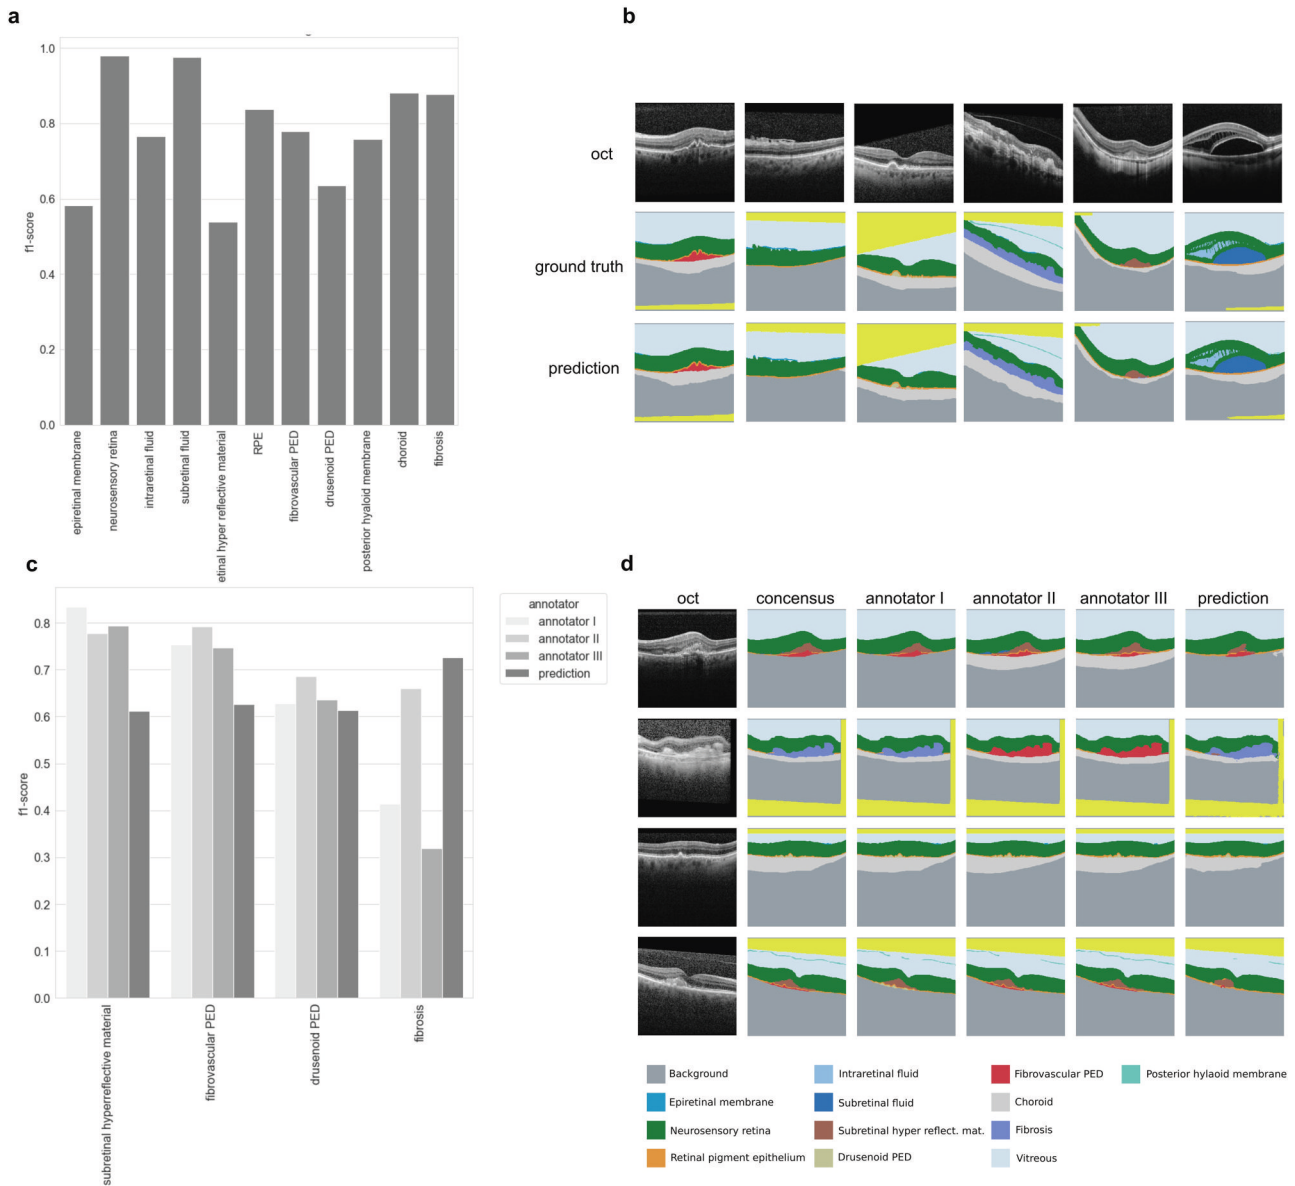 a
1.0
0.8
0.6
0.4
0.2
0.0
f1-score
epiretinal membrane
neurosensory retina
intraretinal fluid
subretinal fluid
etinal hyper reflective material
RPE
fibrovascular PED
drusenoid PED
posterior hyaloid membrane
choroid
fibrosis
b
oct
ground truth
prediction
c
0.8
0.7
0.6
0.5
0.4
0.3
0.2
0.1
0.0
f1-score
subretinal hyperreflective material
fibrovascular PED
drusenoid PED
fibrosis
annotator
annotator I
annotator II
annotator III
prediction
d
oct concensus annotator I annotator II annotator III prediction
Background Intraretinal fluid Fibrovascular PED Posterior hylaoid membrane
Epiretinal membrane Subretinal fluid Choroid
Neurosensory retina Subretinal hyper reflect. mat. Fibrosis
Retinal pigment epithelium Drusenoid PED Vitreous